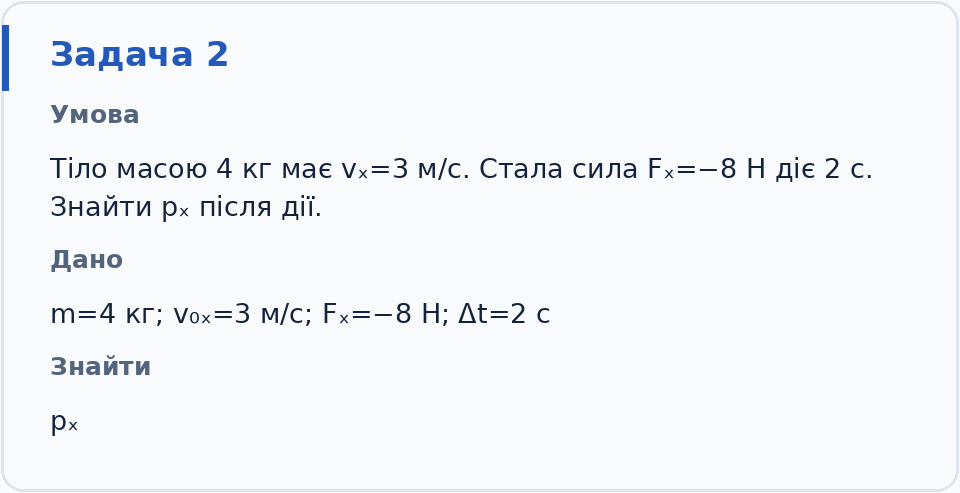 Задача 2
Умова
Тіло масою 4 кг має vₓ=3 м/с. Стала сила Fₓ=−8 Н діє 2 с.
Знайти pₓ після дії.
Дано
m=4 кг; v₀ₓ=3 м/с; Fₓ=−8 Н; Δt=2 с
Знайти
pₓ